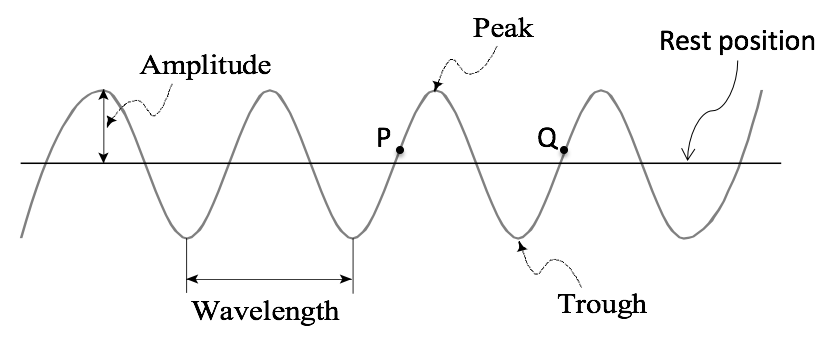 Peak
Rest position
Amplitude
P
Q
Wavelength
Trough